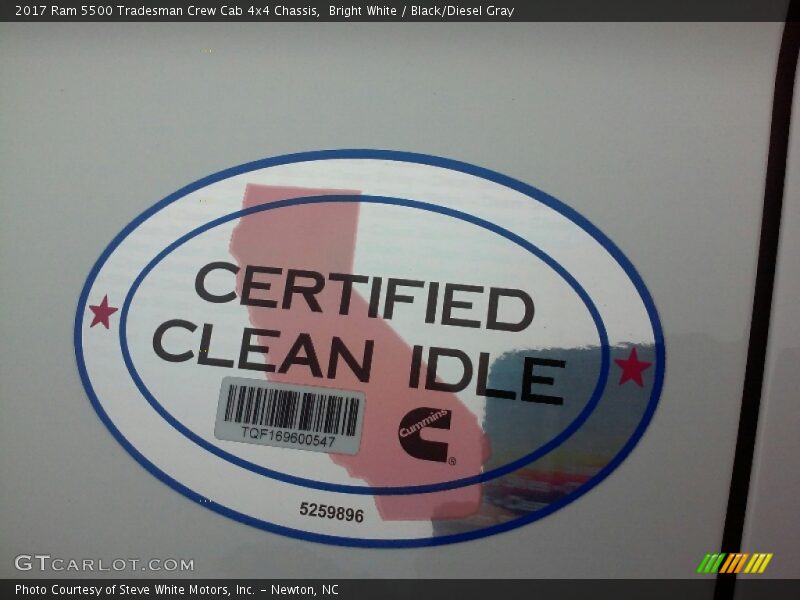 2017 Ram 5500 Tradesman Crew Cab 4x4 Chassis,  Bright White / Black/Diesel Gray
CERTIFIED
CLEAN IDLE
TQF169600547
Cummins
®
5259896
GTCARLOT.COM
Photo Courtesy of Steve White Motors, Inc. – Newton, NC